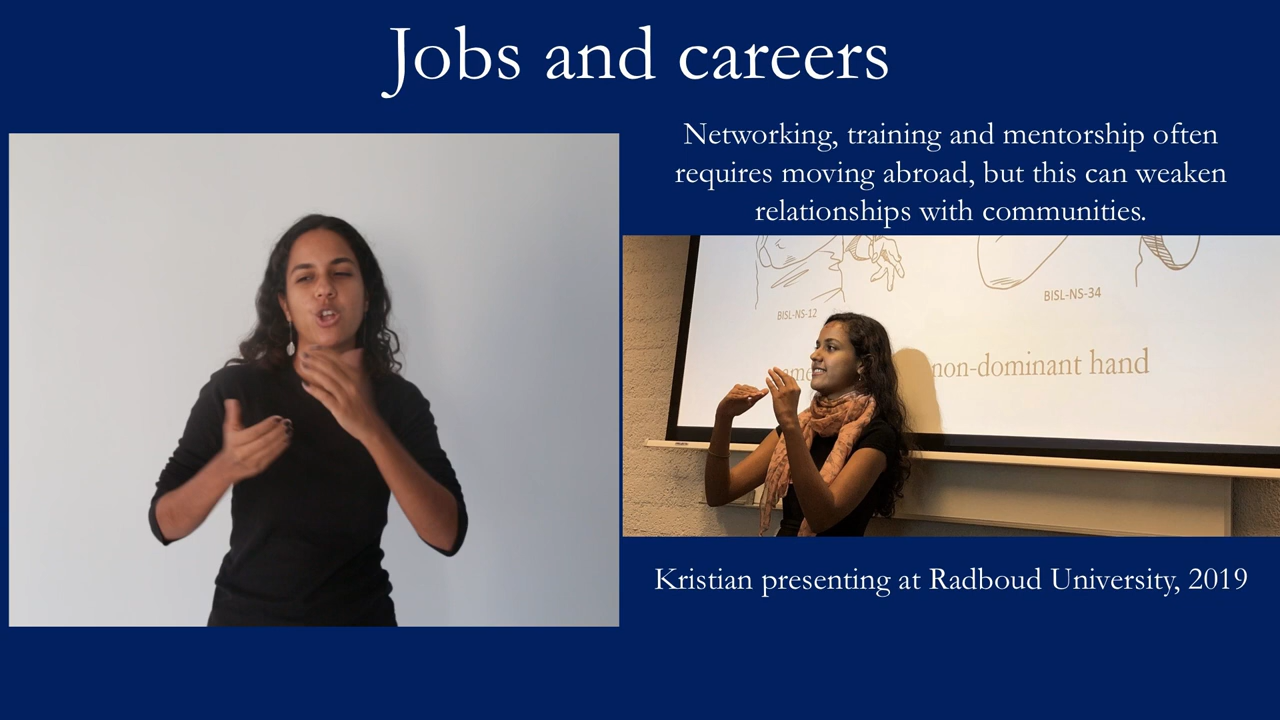 Jobs and careers
Networking, training and mentorship often
requires moving abroad, but this can weaken
relationships with communities.
BISL-NS-12
BISL-NS-34
non-dominant hand
Kristian presenting at Radboud University, 2019